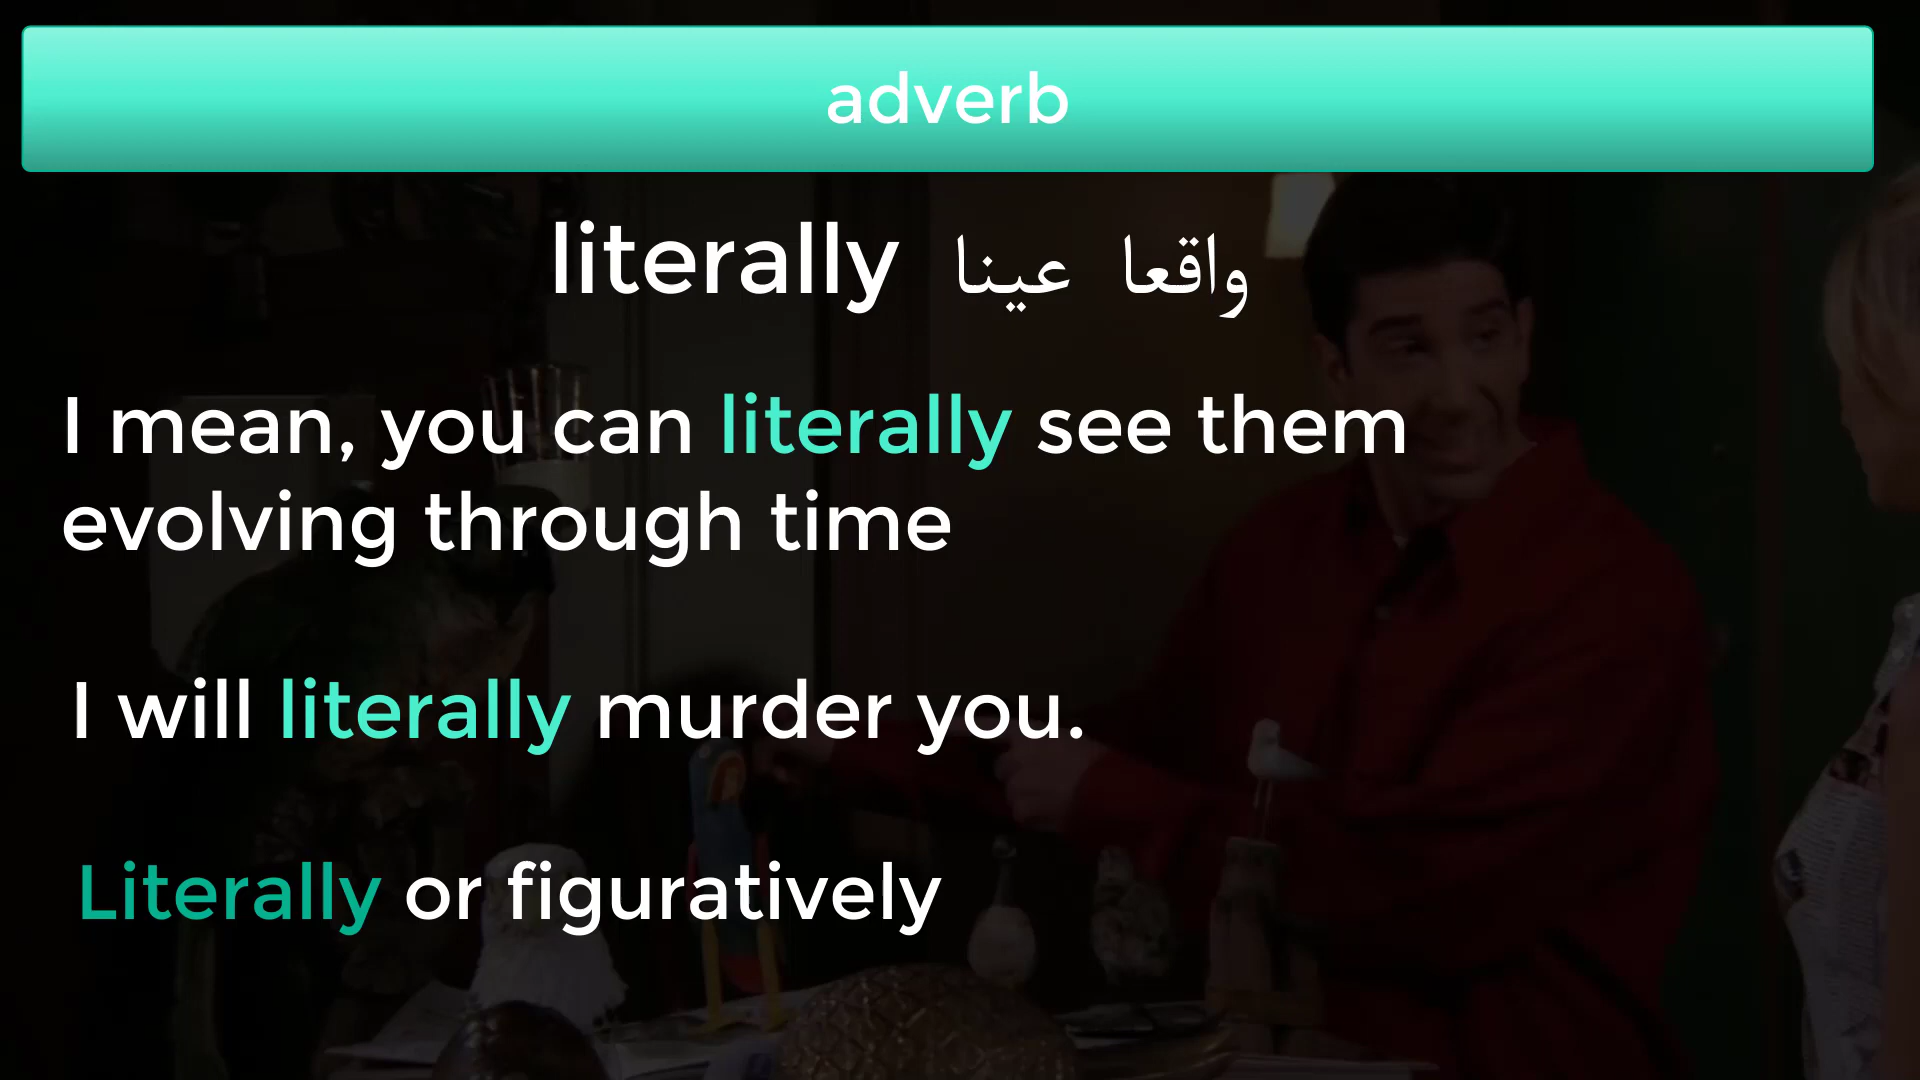 adverb
literally واقعا عینا
I mean, you can literally see them
evolving through time
I will literally murder you.
Literally or figuratively